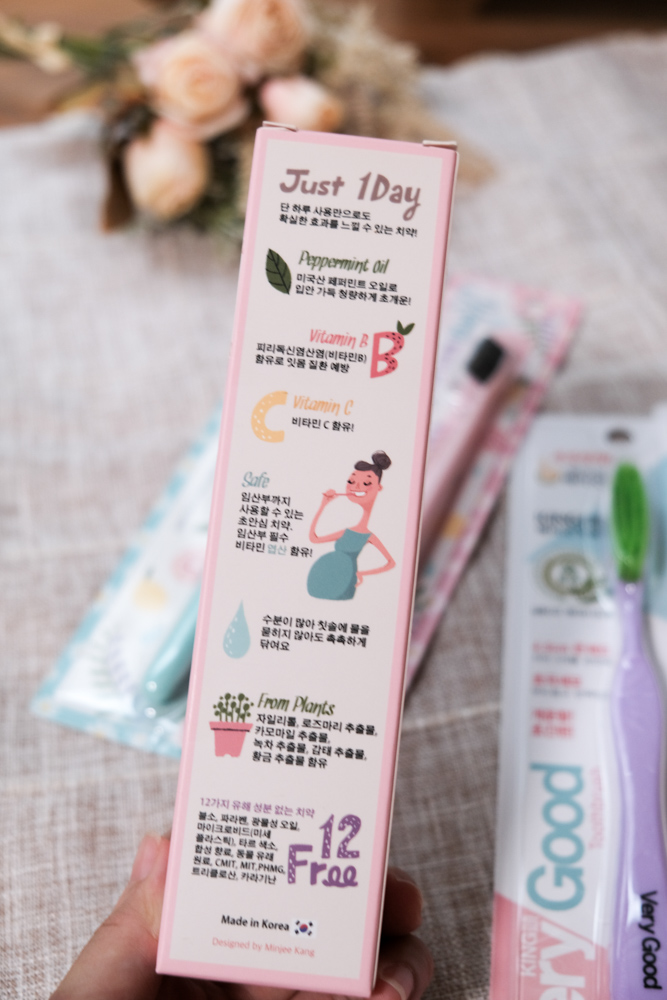 Just 1Day
단 하루 사용만으로도
확실한 효과를 느낄 수 있는 치약!
Peppermint Oil
미국산 페퍼민트 오일로
입안 가득 청량하게 초개운!
Vitamin B
피리독신염산염(비타민B)
함유로 잇몸 질환 예방
B
C
Vitamin C
비타민 C 함유!
Safe
임산부까지
사용할 수 있는
초안심 치약.
임산부 필수
비타민 엽산 함유!
수분이 많아 칫솔에 물을
묻히지 않아도 촉촉하게
닦여요
From Plants
자일리톨, 로즈마리 추출물,
카모마일 추출물,
녹차 추출물, 감태 추출물,
황금 추출물 함유
12가지 유해 성분 없는 치약
불소, 파라벤, 광물성 오일,
마이크로비드(미세
플라스틱), 타르 색소,
합성 향료, 동물 유래
원료, CMIT, MIT,PHMG,
트리클로산, 카라기난
12
Free
Made in Korea
Designed by Minjee Kang
KING
ery Good
Very Good